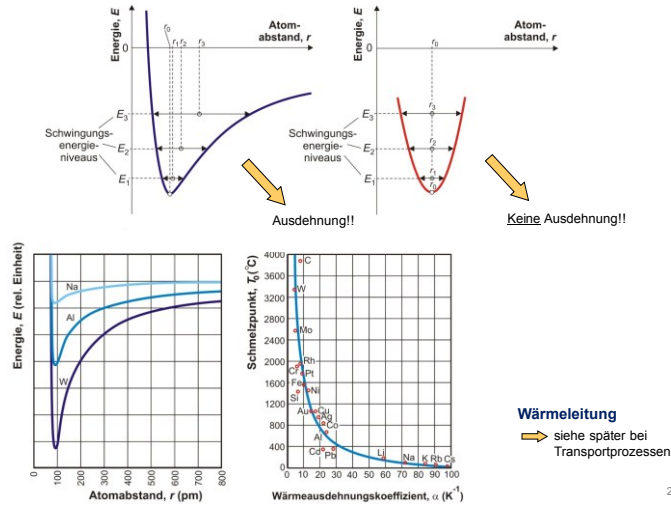 Energie, E
Atom-
abstand, r
0
r0
r1 r2 r3
E3
Schwingungs-
energie-
niveaus
E2
E1
Ausdehnung!!
Energie, E
Atom-
abstand, r
0
r0
E3
r3
Schwingungs-
energie-
niveaus
E2
r2
E1
r1
r0
Keine Ausdehnung!!
Energie, E (rel. Einheit)
Na
Al
W
0 100 200 300 400 500 600 700 800
Atomabstand, r (pm)
Schmelzpunkt, T0(°C)
4000
3600
3200
2800
2400
2000
1600
1200
800
400
C
W
Mo
Rh
Cr
Pt
Fe
Ni
Si
Au
Cu
Ag
Co
Al
Cc
Pb
Li
Na
K
Rb
Cs
0 10 20 30 40 50 60 70 80 90 100
Wärmeausdehnungskoeffizient, α (K-1)
Wärmeleitung
siehe später bei
Transportprozessen
2